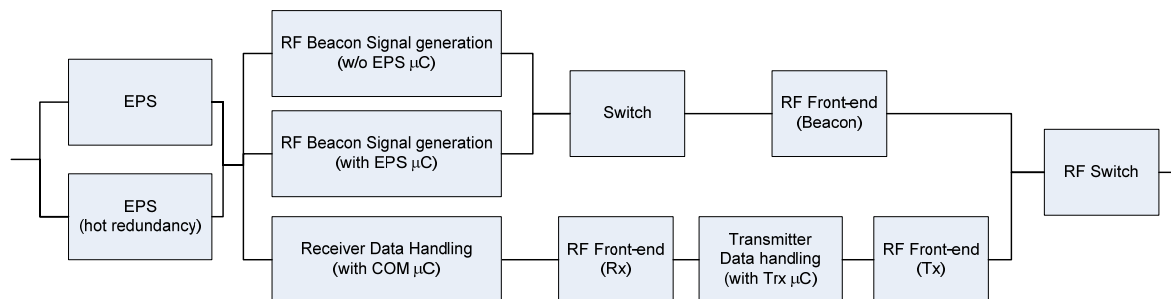 EPS
EPS
(hot redundancy)
RF Beacon Signal generation
(w/o EPS μC)
RF Beacon Signal generation
(with EPS μC)
Receiver Data Handling
(with COM μC)
Switch
RF Front-end
(Beacon)
RF Front-end
(Rx)
Transmitter
Data handling
(with Trx μC)
RF Front-end
(Tx)
RF Switch